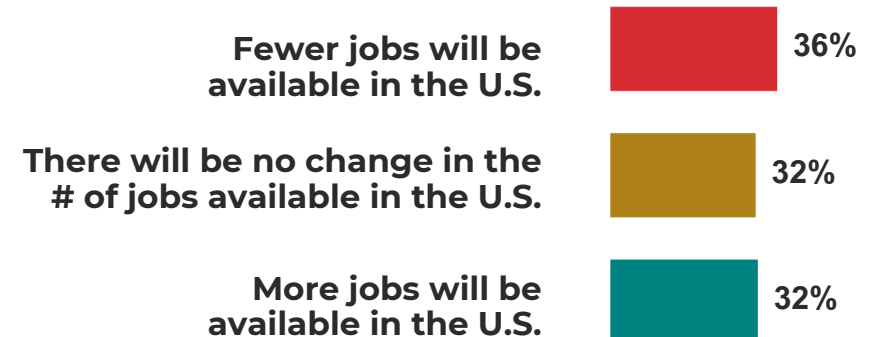 Fewer jobs will be
available in the U.S.
36%
There will be no change in the
# of jobs available in the U.S.
32%
More jobs will be
available in the U.S.
32%